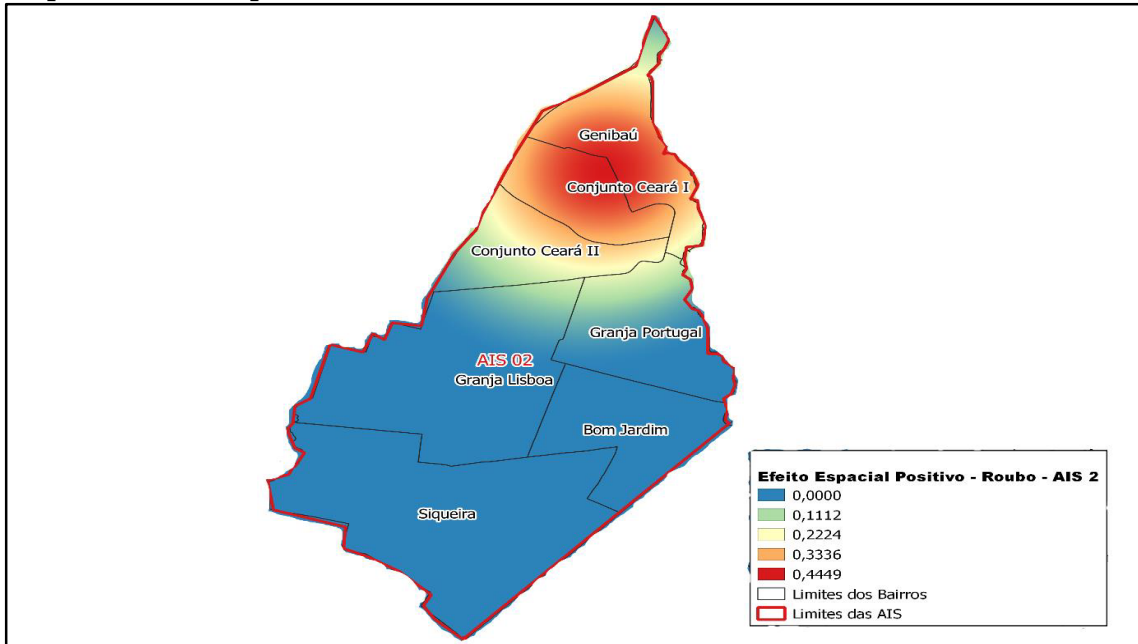 Genibaú
Conjunto Ceará I
Conjunto Ceará II
Granja Portugal
AIS 02
Granja Lisboa
Bom Jardim
Siqueira
Efeito Espacial Positivo - Roubo - AIS 2
0,0000
0,1112
0,2224
0,3336
0,4449
Limites dos Bairros
Limites das AIS